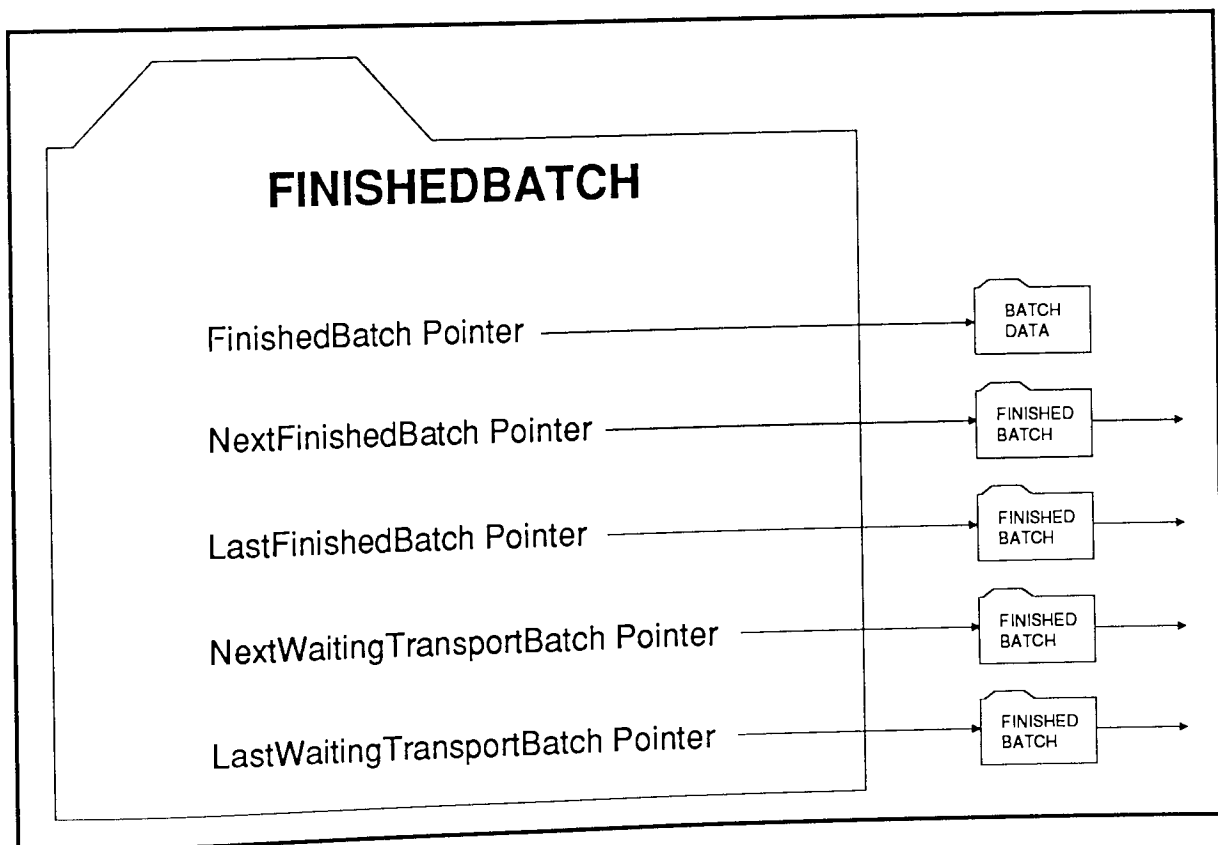 FINISHEDBATCH
FinishedBatch Pointer
BATCH
DATA
NextFinishedBatch Pointer
FINISHED
BATCH
LastFinishedBatch Pointer
FINISHED
BATCH
NextWaitingTransportBatch Pointer
FINISHED
BATCH
LastWaitingTransportBatch Pointer
FINISHED
BATCH